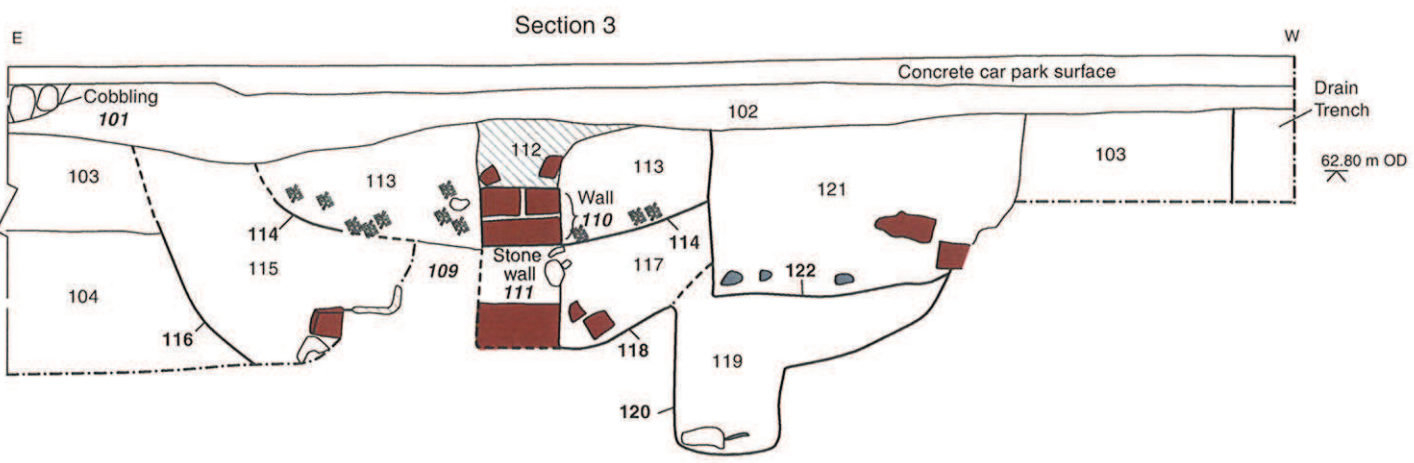 Section 3
E
W
Concrete car park surface
Cobbling
101
102
Drain
Trench
62.80 m OD
103
113
112
113
121
103
Wall
110
114
114
115
109
Stone
wall
111
117
122
104
116
118
119
120